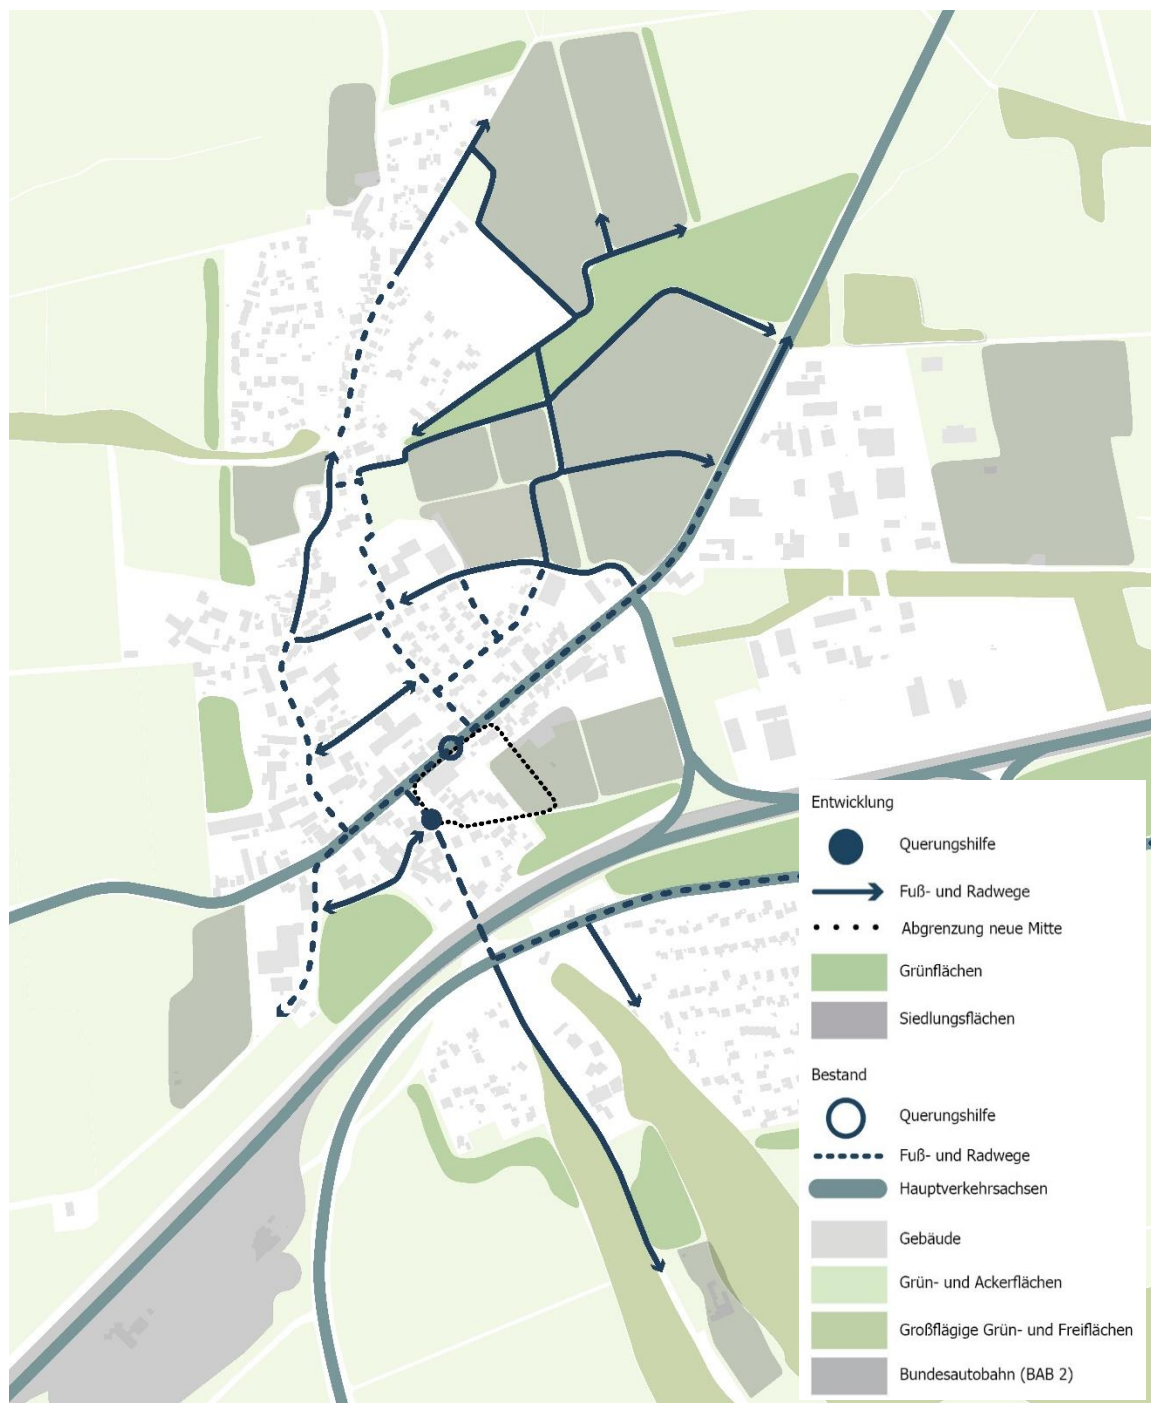 Entwicklung
Querungshilfe
Fuß- und Radwege
Abgrenzung neue Mitte
Grünflächen
Siedlungsflächen
Bestand
Querungshilfe
Fuß- und Radwege
Hauptverkehrsachsen
Gebäude
Grün- und Ackerflächen
Großflägige Grün- und Freiflächen
Bundesautobahn (BAB 2)